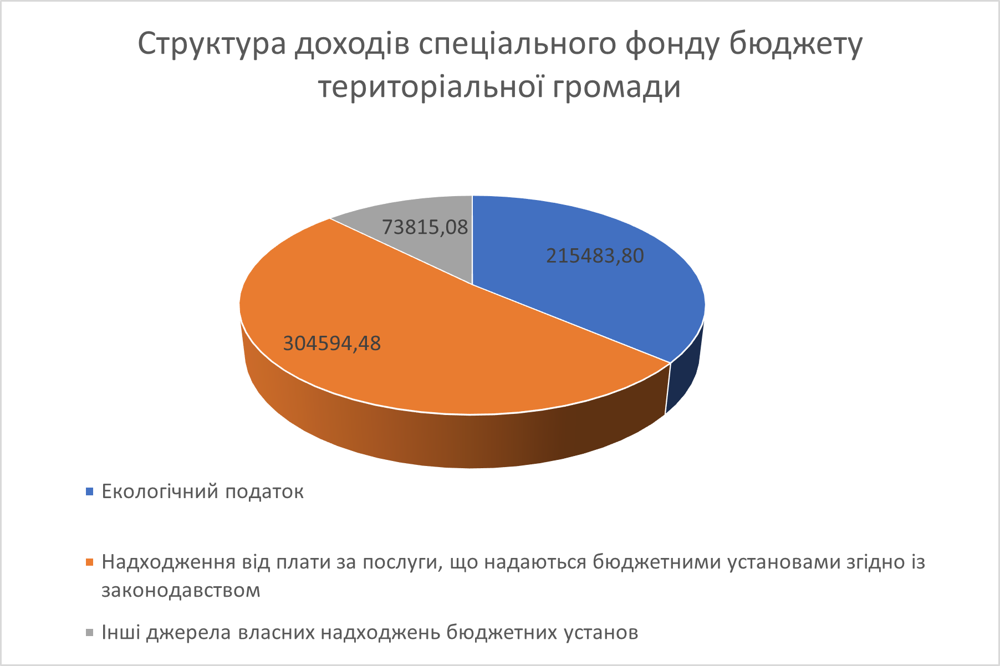 Структура доходів спеціального фонду бюджету
територіальної громади
73815,08
215483,80
304594,48
Екологічний податок
Надходження від плати за послуги, що надаються бюджетними установами згідно із
законодавством
Інші джерела власних надходжень бюджетних установ